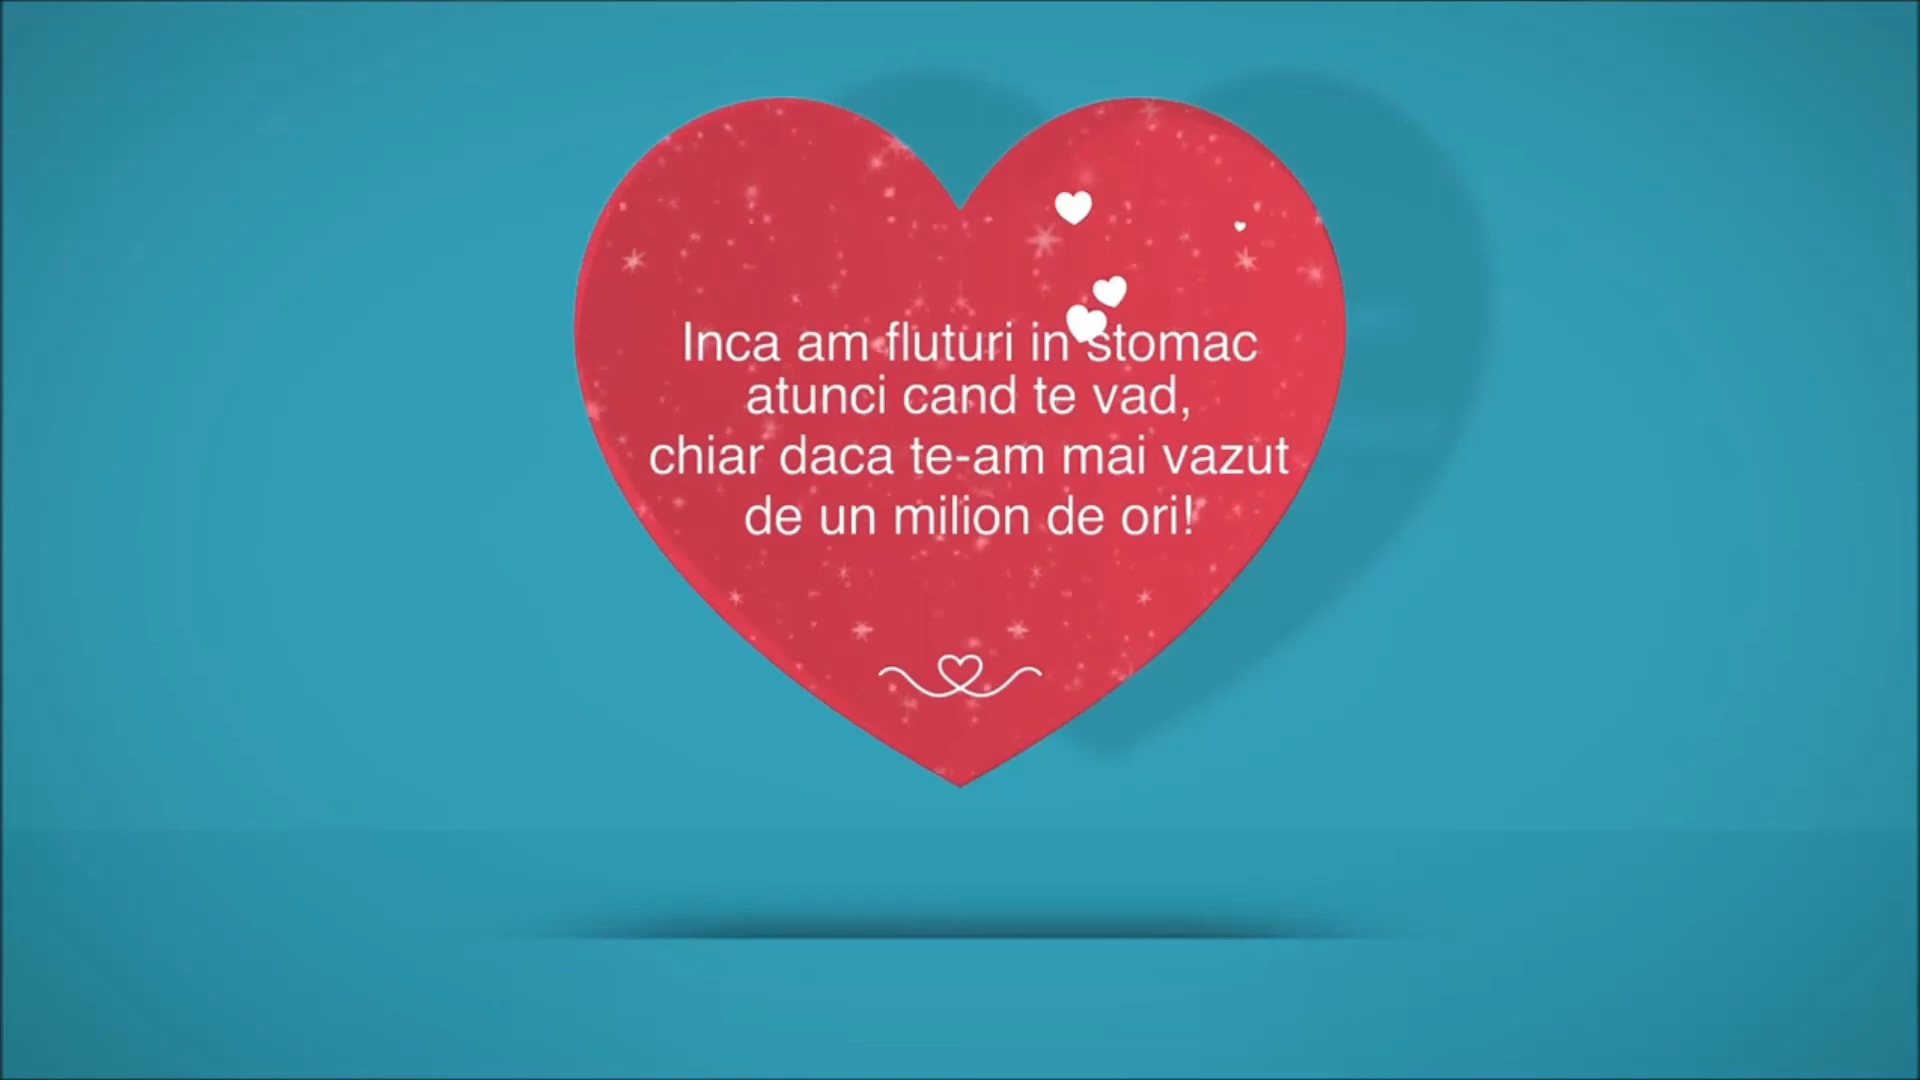 Inca am fluturi in stomac
atunci cand te vad,
chiar daca te-am mai vazut
de un milion de ori!